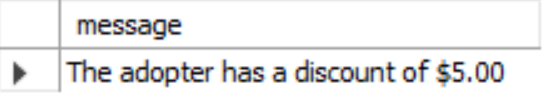 message
The adopter has a discount of $5.00